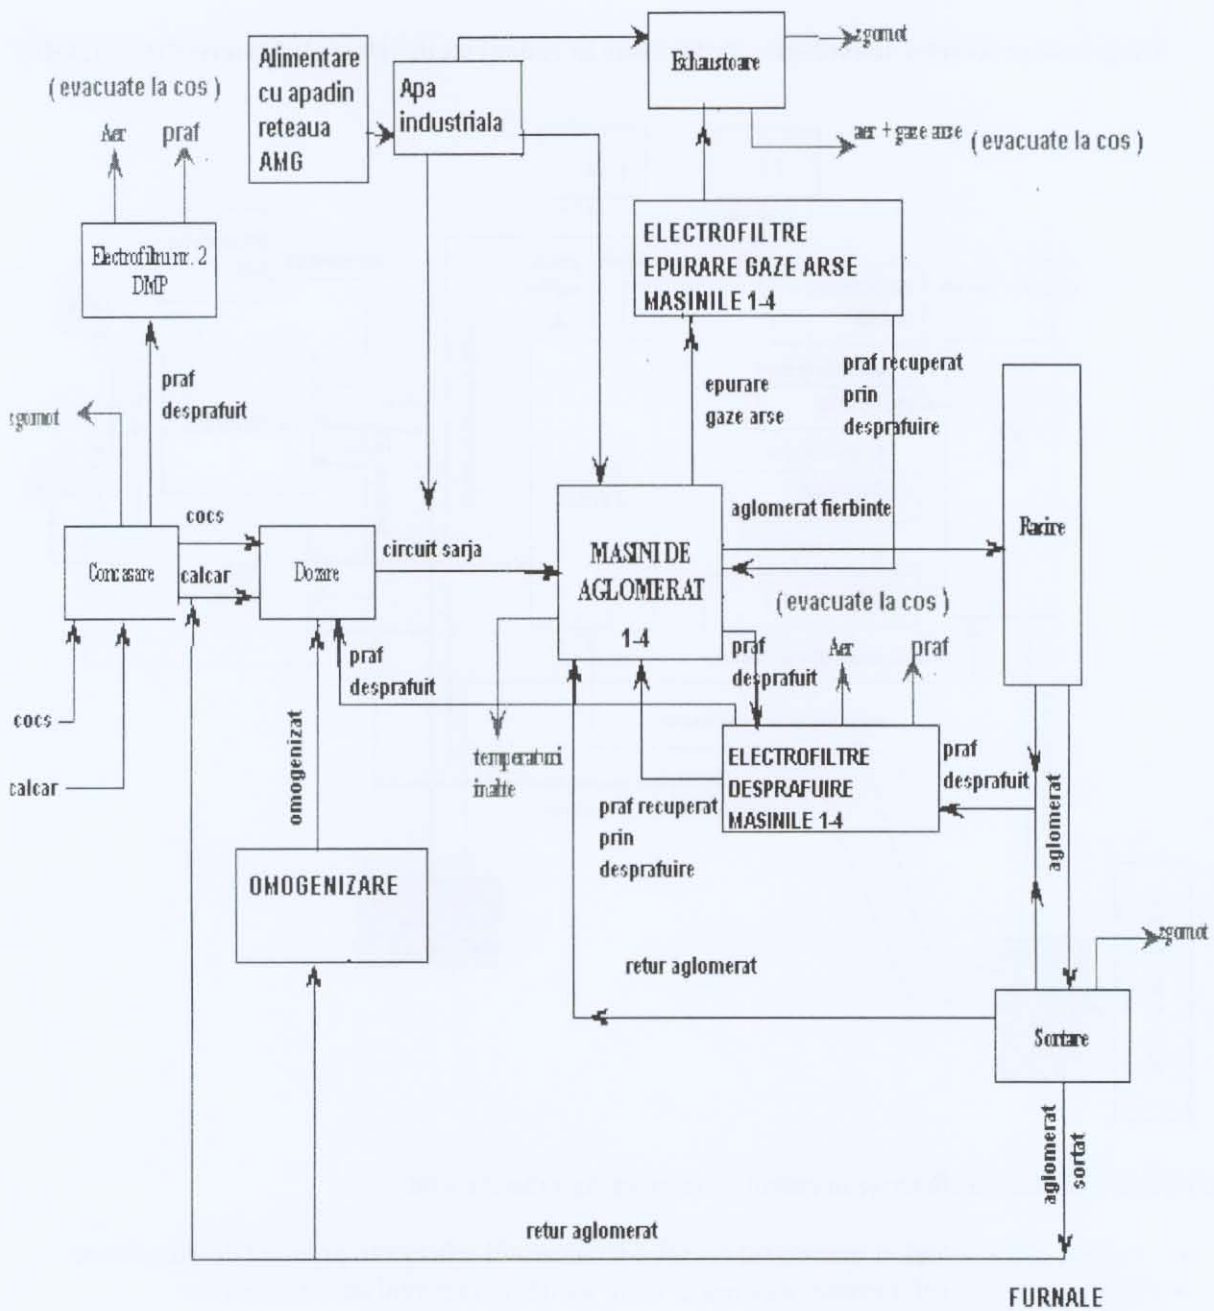 zgomot
Exhaustoare
( evacuate la cos )
Aer
praf
Alimentare
cu apadin
reteaua
AMG
Apa
industriala
aer + gaze arse ( evacuate la cos )
ELECTROFILTRE
EPURARE GAZE ARSE
MASINILE 1-4
Electrofiltru nr. 2
DMP
praf
desprafuit
zgomot
epurare
gaze arse
praf recuperat
prin
desprafuire
cocs
Concasare
calcar
Dozare
circuit sarja
MASINI DE
AGLOMERAT
1-4
aglomerat fierbinte
Racire
( evacuate la cos )
Aer
praf
praf
desprafuit
praf
desprafuit
cocs
calcar
omogenizat
temperaturi
inalte
ELECTROFILTRE
DESPRAFUIRE
MASINILE 1-4
praf
desprafuit
praf recuperat
prin
desprafuire
aglomerat
OMOGENIZARE
retur aglomerat
zgomot
Sortare
aglomerat
sortat
retur aglomerat
FURNALE